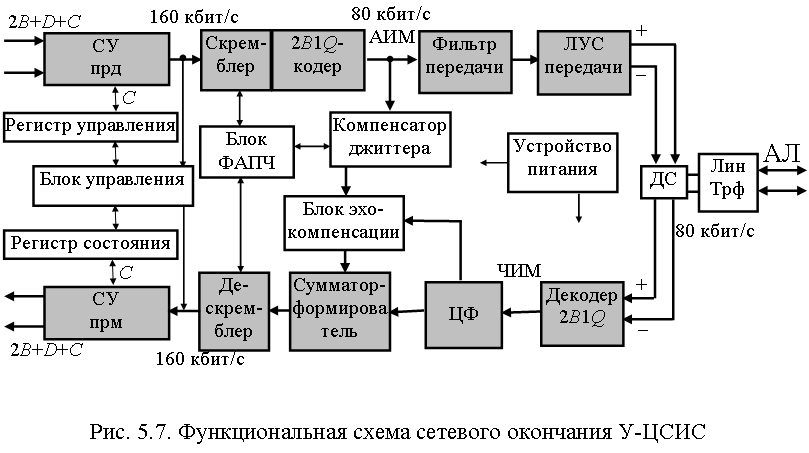 2B+D+C
160 кбит/с
80 кбит/с
АИМ
СУ
прд
Скрем-
блер
2B1Q-
кодер
Фильтр
передачи
ЛУС
передачи
+
−
C
Регистр управления
Блок
ФАПЧ
Компенсатор
джиттера
Устройство
питания
Блок управления
ДС
Лин
Трф
АЛ
80 кбит/с
Блок эхо-
компенсации
Регистр состояния
C
ЧИМ
СУ
прм
Де-
скрем-
блер
Сумматор-
формирова
тель
ЦФ
Декодер
2B1Q
+
−
2B+D+C
160 кбит/с
Рис. 5.7. Функциональная схема сетевого окончания У-ЦСИС